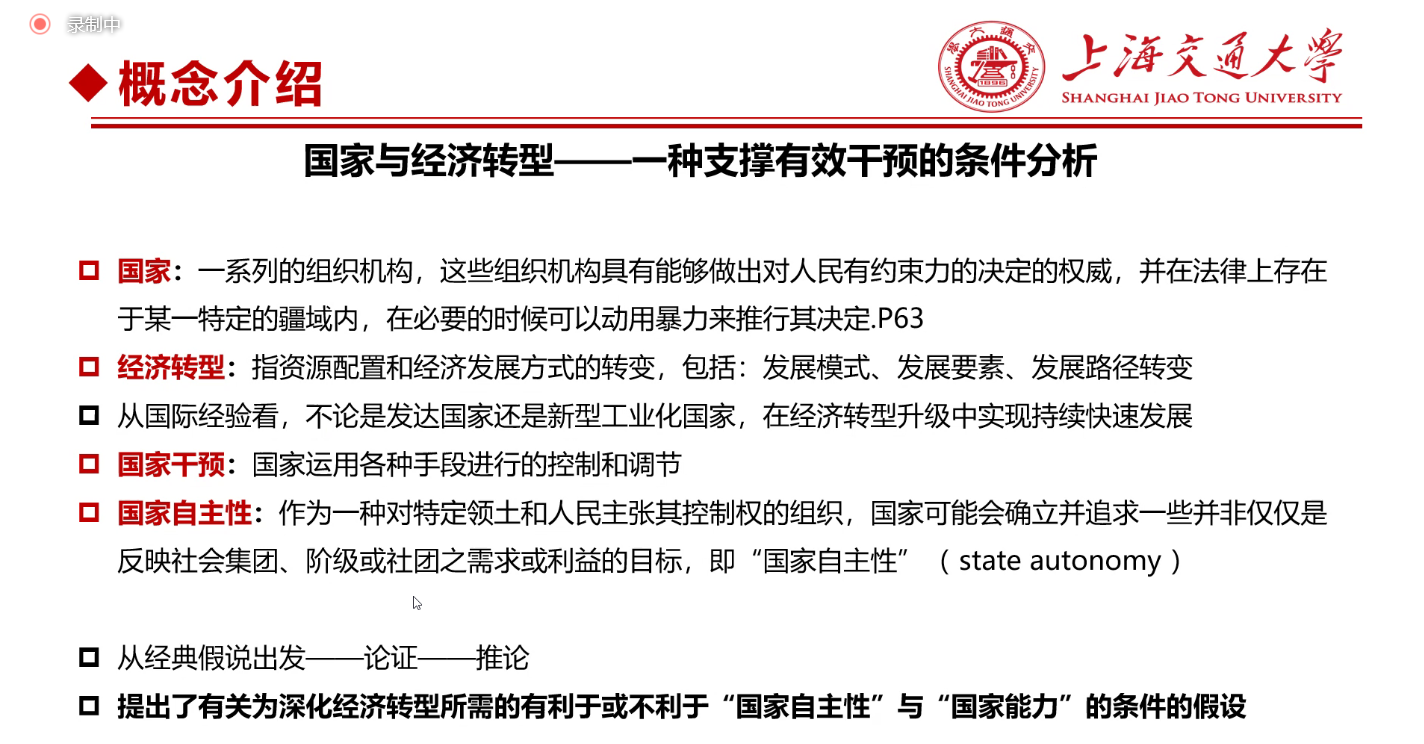 录制中
概念介绍
上海交通大学
SHANGHAI JIAO TONG UNIVERSITY
SHANGHAI JIAO TONG UNIVERSITY
1896
国家与经济转型——一种支撑有效干预的条件分析
国家：一系列的组织机构，这些组织机构具有能够做出对人民有约束力的决定的权威，并在法律上存在
于某一特定的疆域内，在必要的时候可以动用暴力来推行其决定.P63
经济转型：指资源配置和经济发展方式的转变，包括：发展模式、发展要素、发展路径转变
从国际经验看，不论是发达国家还是新型工业化国家，在经济转型升级中实现持续快速发展
国家干预：国家运用各种手段进行的控制和调节
国家自主性：作为一种对特定领土和人民主张其控制权的组织，国家可能会确立并追求一些并非仅仅是
反映社会集团、阶级或社团之需求或利益的目标，即“国家自主性”（ state autonomy ）
从经典假说出发——论证——推论
提出了有关为深化经济转型所需的有利于或不利于“国家自主性”与“国家能力”的条件的假设